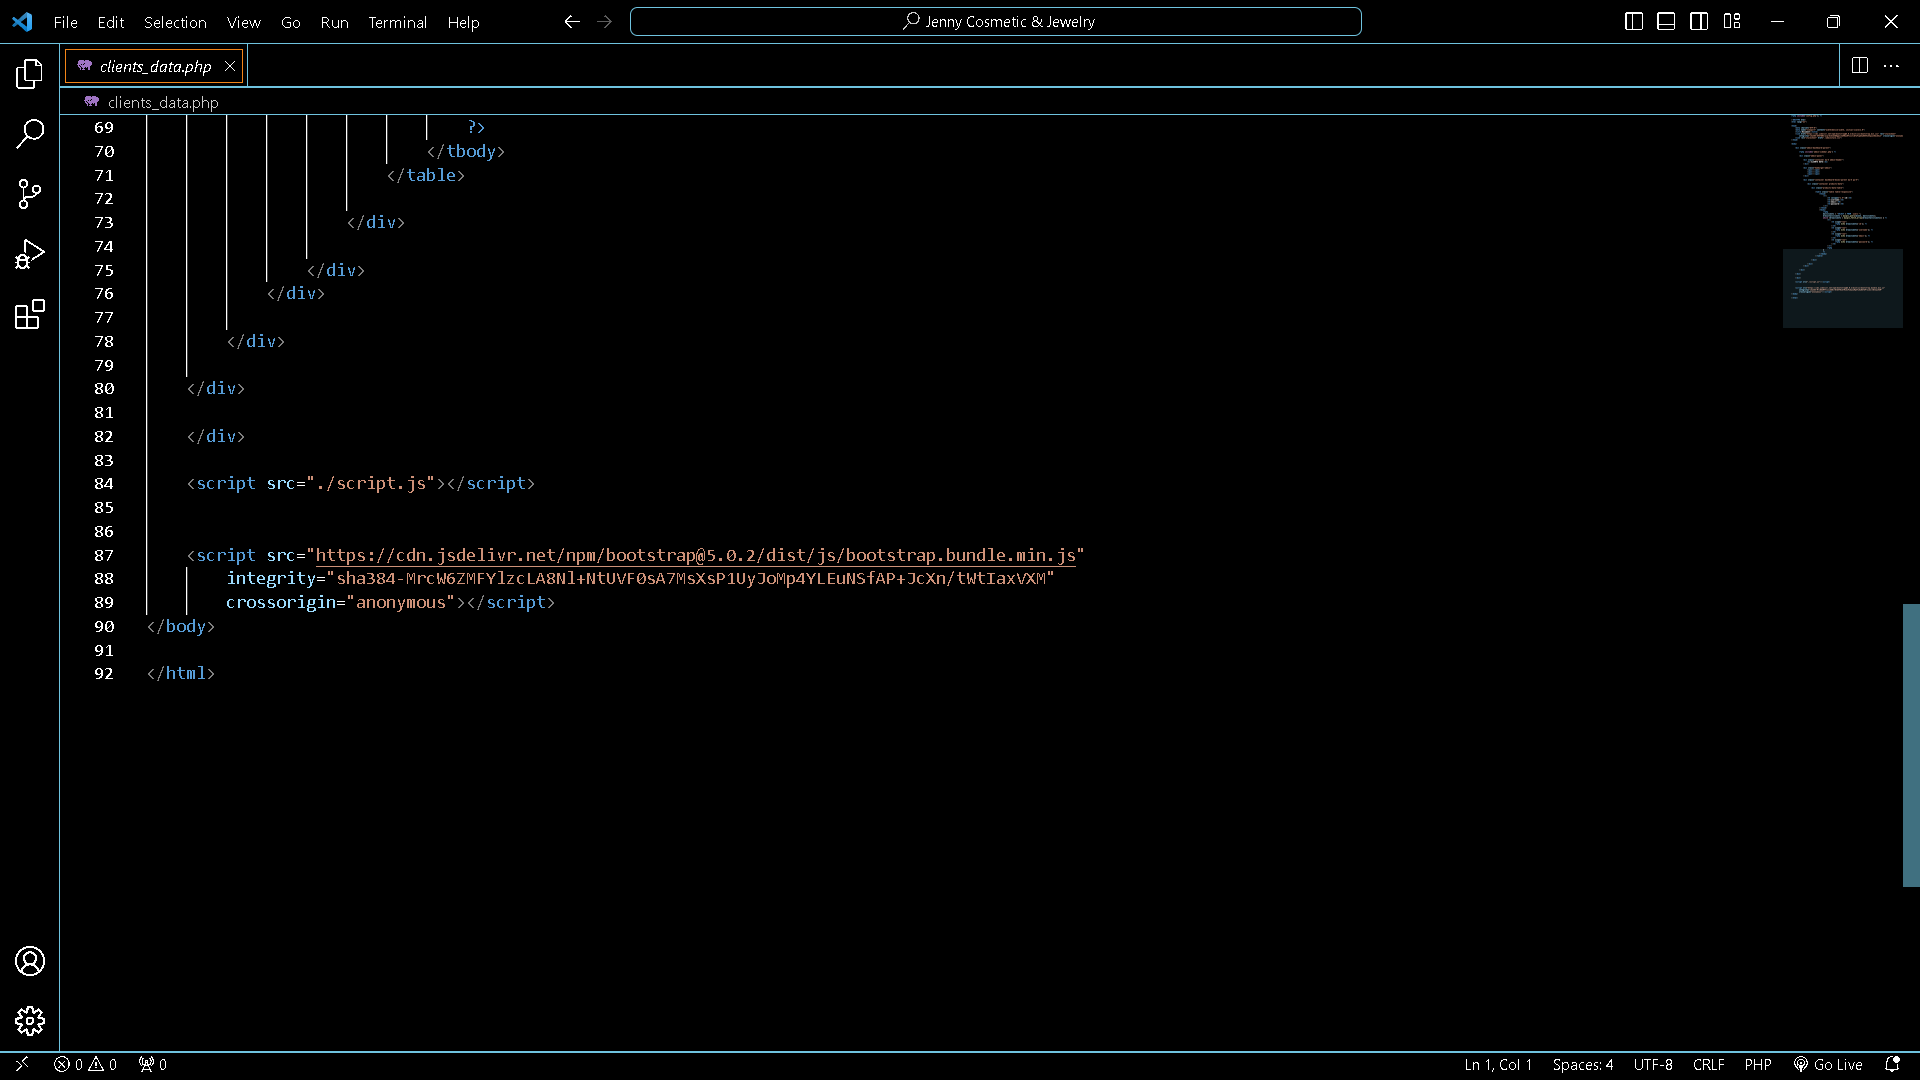 File Edit Selection View Go Run Terminal Help
Jenny Cosmetic & Jewelry
clients_data.php
clients_data.php
69 ?>
70 </tbody>
71 </table>
72
73 </div>
74
75 </div>
76 </div>
77
78 </div>
79
80 </div>
81
82 </div>
83
84 <script src="./script.js"></script>
85
86
87 <script src="https://cdn.jsdelivr.net/npm/bootstrap@5.0.2/dist/js/bootstrap.bundle.min.js"
88 integrity="sha384-MrcW6ZMFYlzcLA8Nl+NtUVF0sA7MsXsP1UyJoMp4YLEuNSfAP+JcXn/tWtIaxVXM"
89 crossorigin="anonymous"></script>
90 </body>
91
92 </html>
0 0 0 Ln 1, Col 1 Spaces: 4 UTF-8 CRLF PHP Go Live